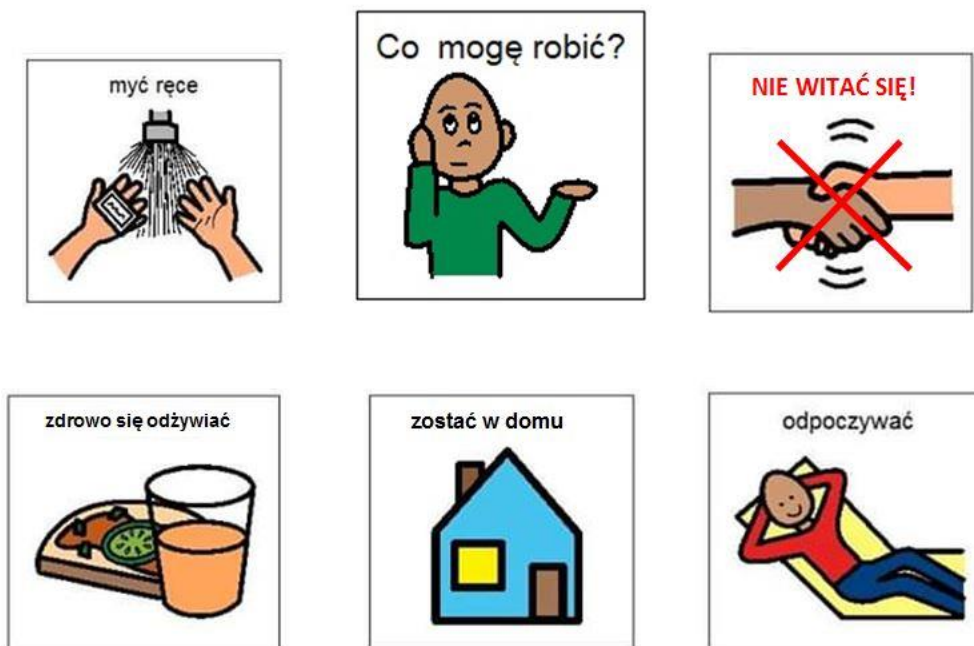 myć ręce
Co mogę robić?
NIE WITAĆ SIĘ!
zdrowo się odżywiać
zostać w domu
odpoczywać